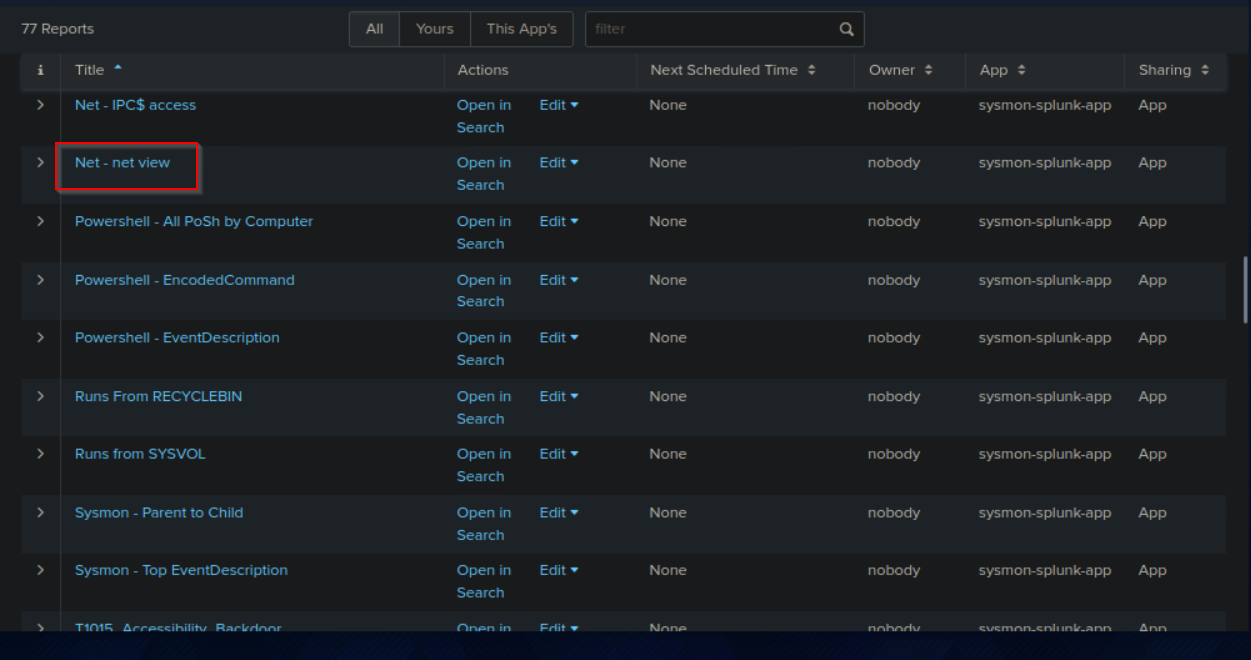 77 Reports All Yours This App's filter
i Title Actions Next Scheduled Time Owner App Sharing
Net - IPC$ access Open in Search Edit None nobody sysmon-splunk-app App
Net - net view Open in Search Edit None nobody sysmon-splunk-app App
Powershell - All PoSh by Computer Open in Search Edit None nobody sysmon-splunk-app App
Powershell - EncodedCommand Open in Search Edit None nobody sysmon-splunk-app App
Powershell - EventDescription Open in Search Edit None nobody sysmon-splunk-app App
Runs From RECYCLEBIN Open in Search Edit None nobody sysmon-splunk-app App
Runs from SYSVOL Open in Search Edit None nobody sysmon-splunk-app App
Sysmon - Parent to Child Open in Search Edit None nobody sysmon-splunk-app App
Sysmon - Top EventDescription Open in Search Edit None nobody sysmon-splunk-app App
T1015_Accessibility_Backdoor Open in Edit None nobody sysmon-splunk-app App